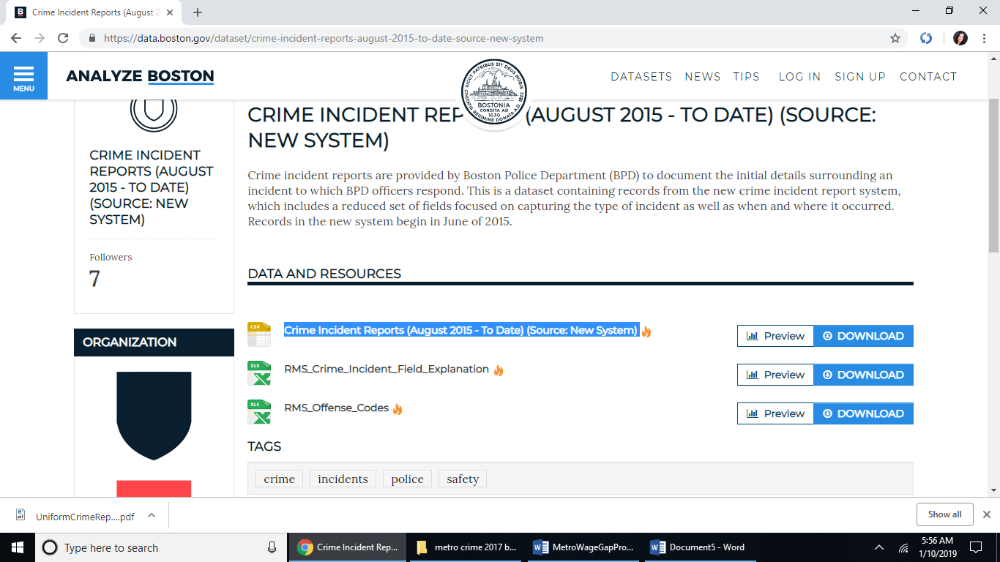 Crime Incident Reports (August 2
https://data.boston.gov/dataset/crime-incident-reports-august-2015-to-date-source-new-system
MENU
ANALYZE BOSTON
SICUT PATRIBUS SIT DEUS NOBIS
BOSTONIA
CONDITA AD
1630
CIVITATIS REGIMINE DONATA A.D. 1822
DATASETS NEWS TIPS LOG IN SIGN UP CONTACT
CRIME INCIDENT REP (AUGUST 2015 - TO DATE) (SOURCE:
NEW SYSTEM)
CRIME INCIDENT
REPORTS (AUGUST
2015 - TO DATE)
(SOURCE: NEW
SYSTEM)
Followers
7
Crime incident reports are provided by Boston Police Department (BPD) to document the initial details surrounding an
incident to which BPD officers respond. This is a dataset containing records from the new crime incident report system,
which includes a reduced set of fields focused on capturing the type of incident as well as when and where it occurred.
Records in the new system begin in June of 2015.
DATA AND RESOURCES
CSV
Crime Incident Reports (August 2015 - To Date) (Source: New System)
Preview DOWNLOAD
XLS
RMS_Crime_Incident_Field_Explanation
Preview DOWNLOAD
XLS
RMS_Offense_Codes
Preview DOWNLOAD
ORGANIZATION
TAGS
crime incidents police safety
UniformCrimeRep....pdf
Show all
Type here to search
Crime Incident Rep...
metro crime 2017 b...
MetroWageGapPro...
Document5 - Word
5:56 AM
1/10/2019